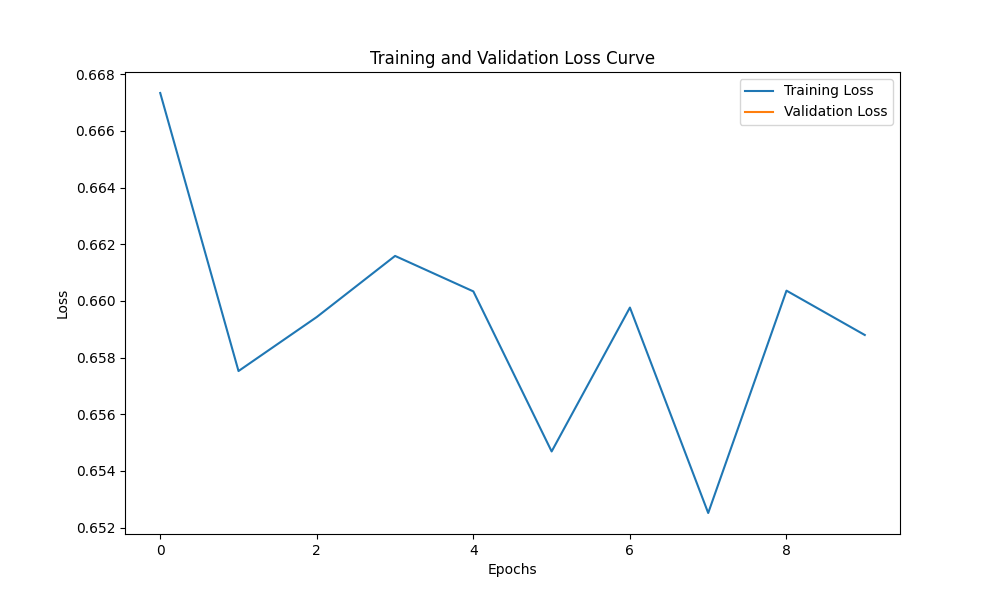 Training and Validation Loss Curve
0.668
0.666
0.664
0.662
0.660
0.658
0.656
0.654
0.652
Loss
Training Loss
Validation Loss
0 2 4 6 8
Epochs